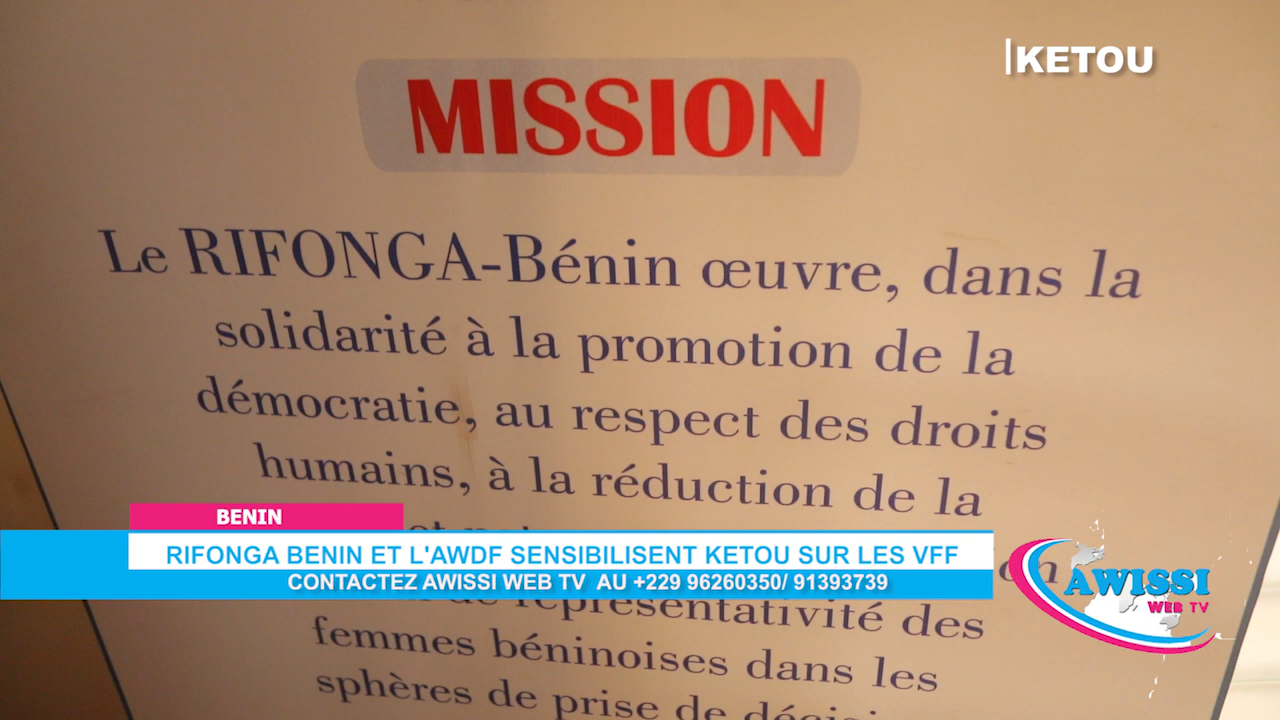 KETOU
MISSION
Le RIFONGA-Bénin œuvre, dans la
solidarité à la promotion de la
démocratie, au respect des droits
humains, à la réduction de la
BENIN
RIFONGA BENIN ET L'AWDF SENSIBILISENT KETOU SUR LES VFF
CONTACTEZ AWISSI WEB TV AU +229 96260350/ 91393739
AWISSI
WEB TV
de représentativité des
femmes béninoises dans les
sphères de prise de